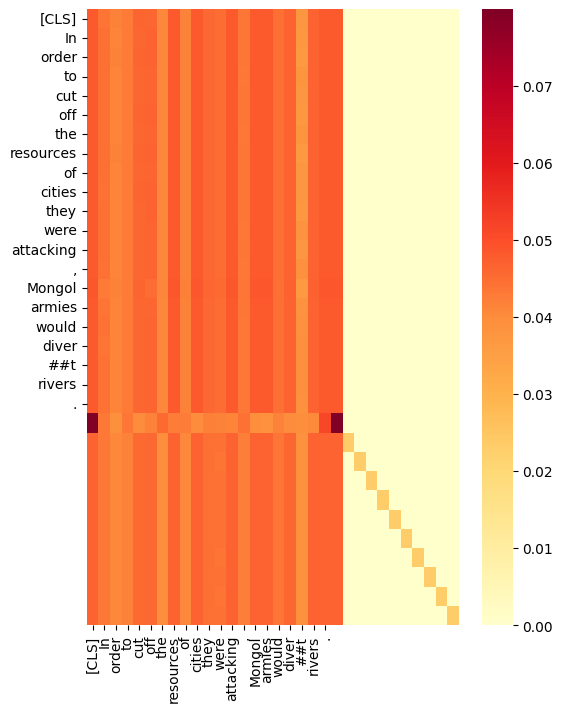 [CLS]
In
order
to
cut
off
the
resources
of
cities
they
were
attacking
,
Mongol
armies
would
diver
##t
rivers
.
0.07
0.06
0.05
0.04
0.03
0.02
0.01
0.00
[CLS]
In
order
to
cut
off
the
resources
of
cities
they
were
attacking
,
Mongol
armies
would
diver
##t
rivers
.